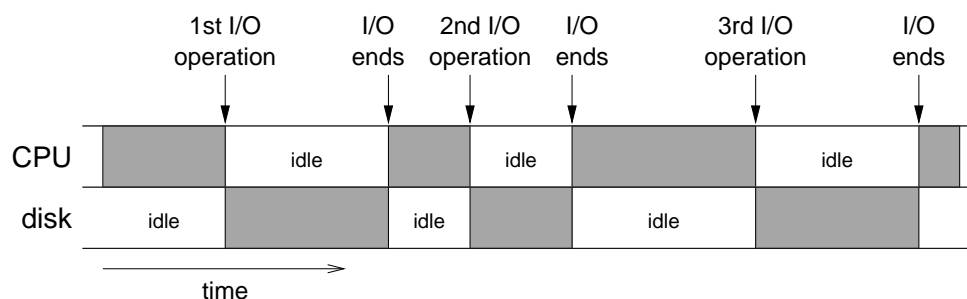 1st I/O
operation
I/O
ends
2nd I/O
operation
I/O
ends
3rd I/O
operation
I/O
ends
CPU
idle
idle
idle
disk
idle
idle
idle
time